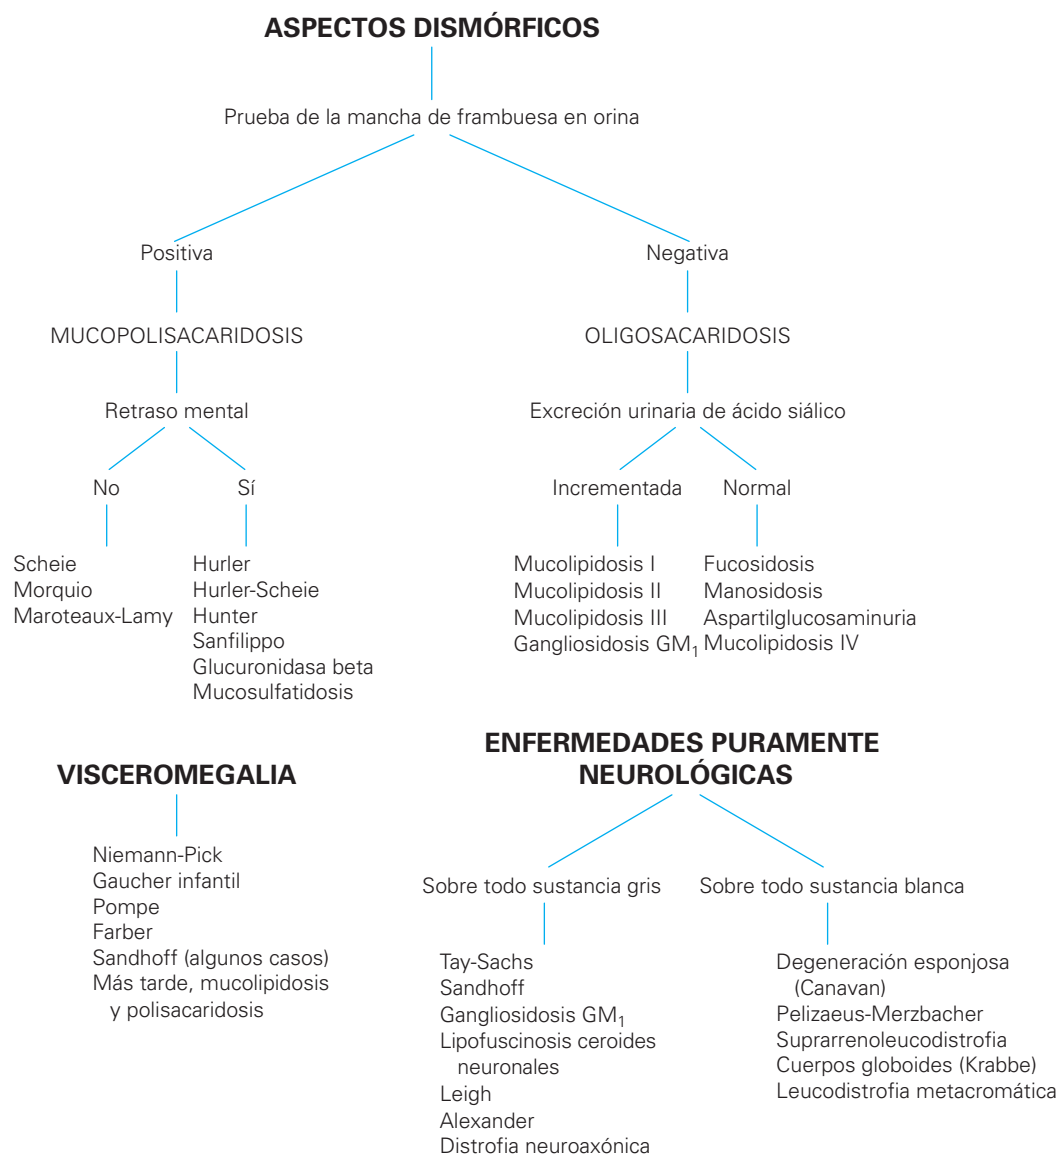 ASPECTOS DISMÓRFICOS
Prueba de la mancha de frambuesa en orina
Positiva
Negativa
MUCOPOLISACARIDOSIS
OLIGOSACARIDOSIS
Retraso mental
Excreción urinaria de ácido siálico
No
Sí
Incrementada
Normal
Scheie
Morquio
Maroteaux-Lamy
Hurler
Hurler-Scheie
Hunter
Sanfilippo
Glucuronidasa beta
Mucosulfatidosis
Mucolipidosis I
Mucolipidosis II
Mucolipidosis III
Gangliosidosis GM₁
Fucosidosis
Manosidosis
Aspartilglucosaminuria
Mucolipidosis IV
VISCEROMEGALIA
Niemann-Pick
Gaucher infantil
Pompe
Farber
Sandhoff (algunos casos)
Más tarde, mucolipidosis
y polisacaridosis
ENFERMEDADES PURAMENTE
NEUROLÓGICAS
Sobre todo sustancia gris
Sobre todo sustancia blanca
Tay-Sachs
Sandhoff
Gangliosidosis GM₁
Lipofuscinosis ceroides
neuronales
Leigh
Alexander
Distrofia neuroaxónica
Degeneración esponjosa
(Canavan)
Pelizaeus-Merzbacher
Suprarrenoleucodistrofia
Cuerpos globoides (Krabbe)
Leucodistrofia metacromática